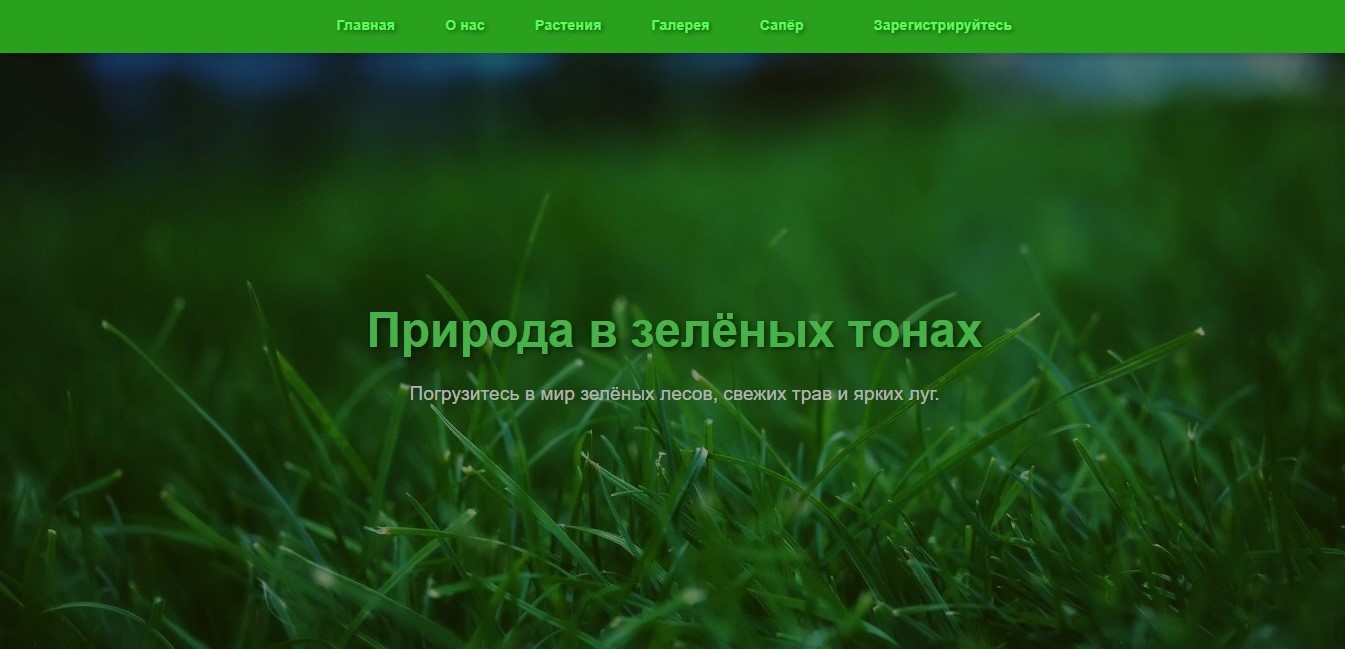 Главная О нас Растения Галерея Сапёр Зарегистрируйтесь
Природа в зелёных тонах
Погрузитесь в мир зелёных лесов, свежих трав и ярких луг.